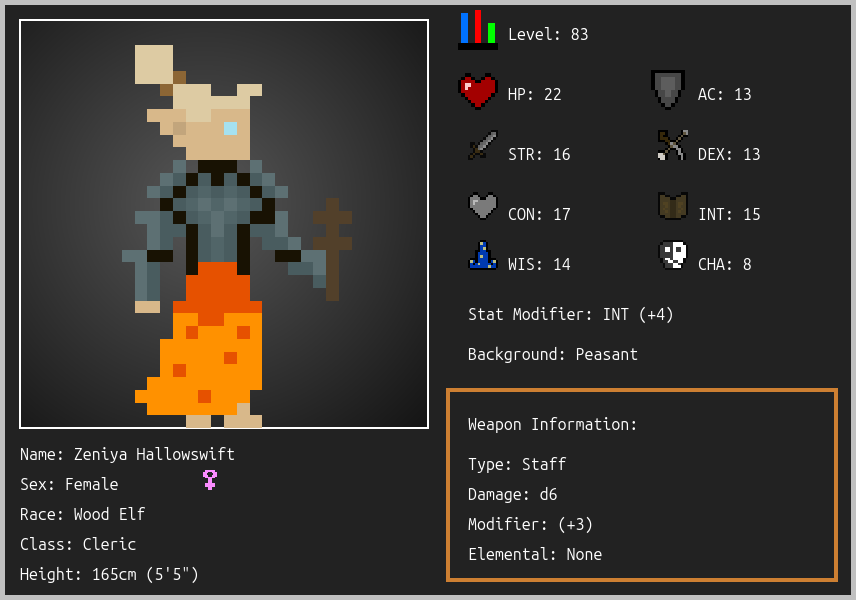 Level: 83
HP: 22 AC: 13
STR: 16 DEX: 13
CON: 17 INT: 15
WIS: 14 CHA: 8
Stat Modifier: INT (+4)
Background: Peasant
Weapon Information:
Type: Staff
Damage: d6
Modifier: (+3)
Elemental: None
Name: Zeniya Hallowswift
Sex: Female
Race: Wood Elf
Class: Cleric
Height: 165cm (5'5")